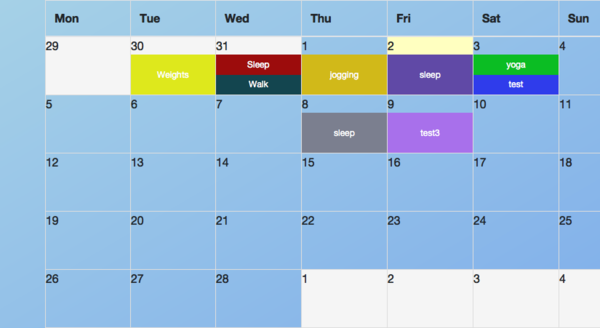 Mon Tue Wed Thu Fri Sat Sun
29 30 31 1 2 3 4
Weights Sleep jogging sleep yoga
Walk test
5 6 7 8 9 10 11
sleep test3
12 13 14 15 16 17 18
19 20 21 22 23 24 25
26 27 28 1 2 3 4